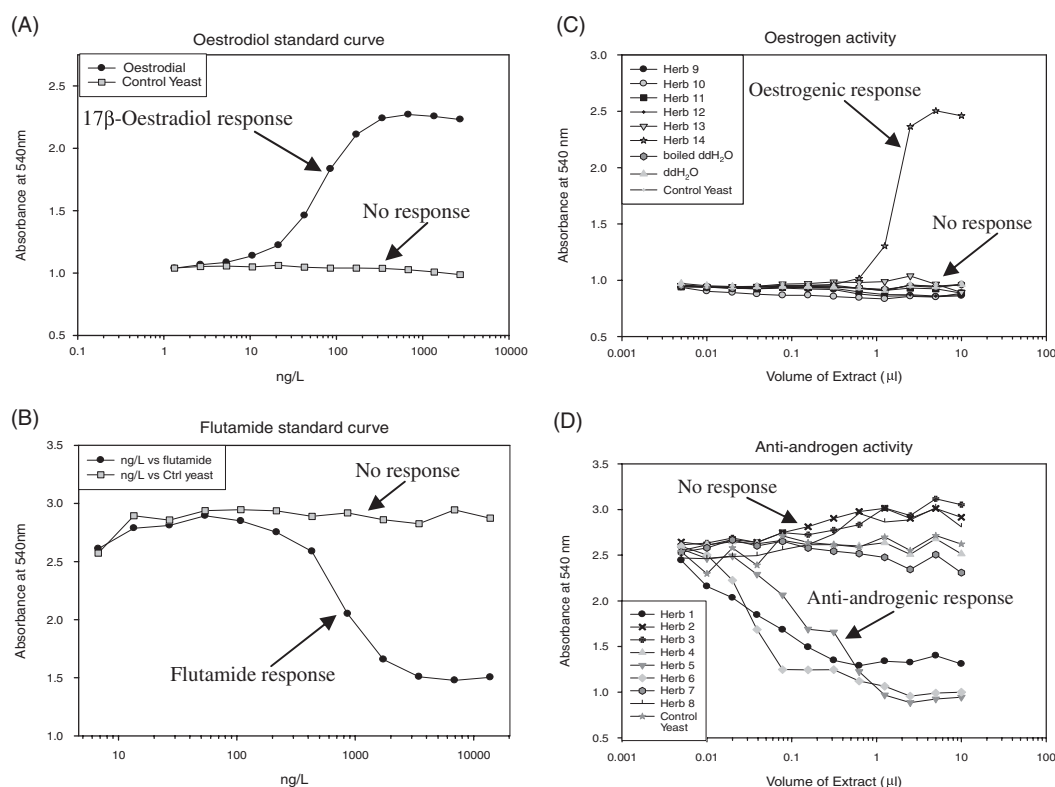 (A)
Oestrodiol standard curve
2.5
2.0
1.5
1.0
0.5
Absorbance at 540nm
Oestrodial
Control Yeast
17β-Oestradiol response
No response
0.1
1
10
100
1000
10000
ng/L
(C)
Oestrogen activity
3.0
2.5
2.0
1.5
1.0
0.5
Absorbance at 540 nm
Herb 9
Herb 10
Herb 11
Herb 12
Herb 13
Herb 14
boiled ddH₂O
ddH₂O
Control Yeast
Oestrogenic response
No response
0.001
0.01
0.1
1
10
100
Volume of Extract (μl)
(B)
Flutamide standard curve
3.5
3.0
2.5
2.0
1.5
1.0
Absorbance at 540nm
ng/L vs flutamide
ng/L vs Ctrl yeast
No response
Flutamide response
10
100
1000
10000
ng/L
(D)
Anti-androgen activity
3.5
3.0
2.5
2.0
1.5
1.0
0.5
Absorbance at 540 nm
No response
Anti-androgenic response
Herb 1
Herb 2
Herb 3
Herb 4
Herb 5
Herb 6
Herb 7
Herb 8
Control
Yeast
0.001
0.01
0.1
1
10
100
Volume of Extract (μl)